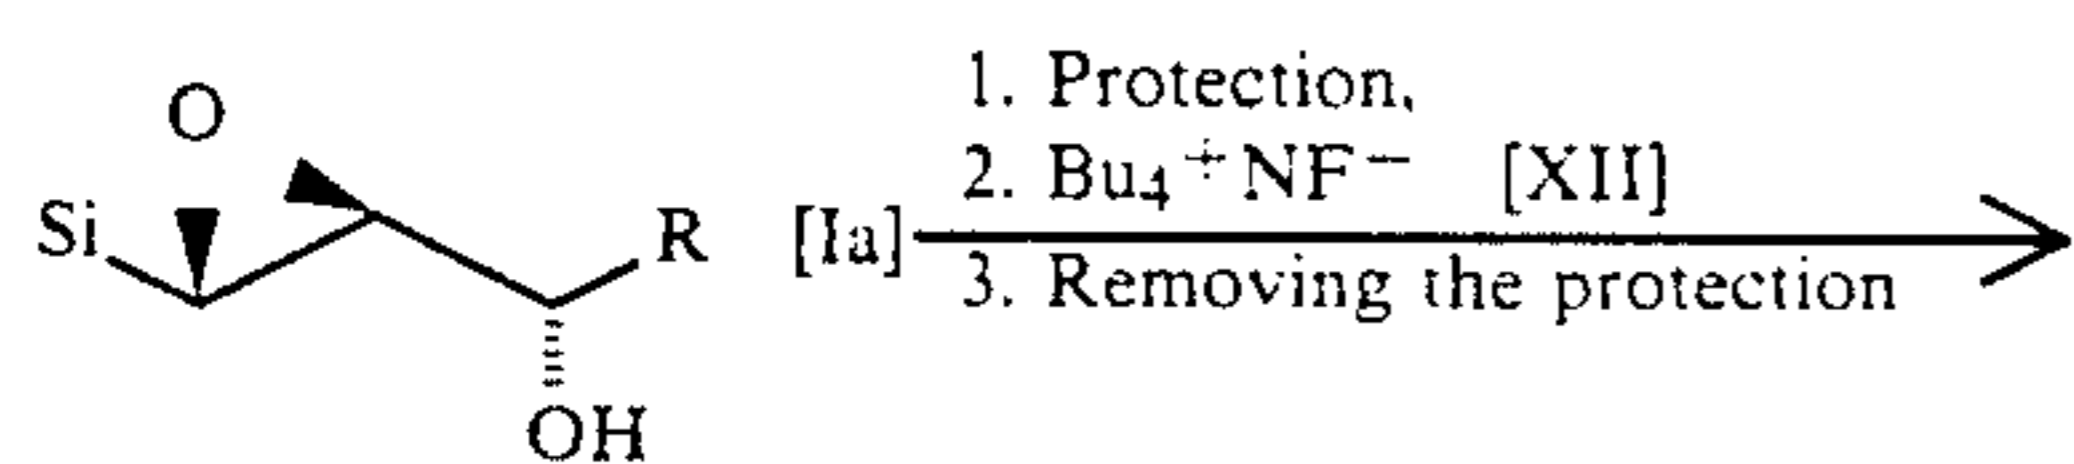 1. Protection,
O
2. Bu4 + NF − [XII]
Si R [Ia]
3. Removing the protection
OH